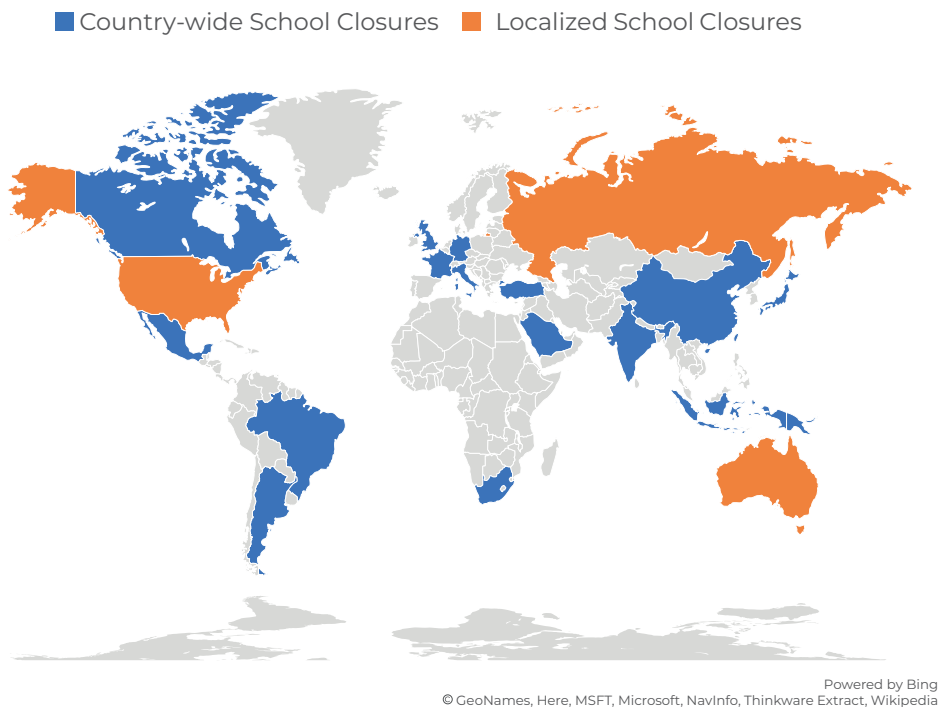 Country-wide School Closures Localized School Closures
Powered by Bing
© GeoNames, Here, MSFT, Microsoft, NavInfo, Thinkware Extract, Wikipedia